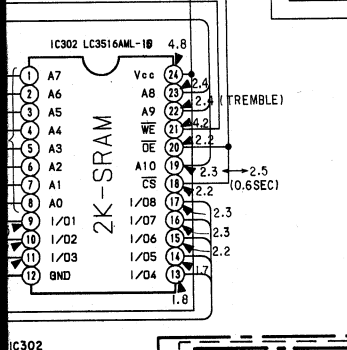 IC302 LC3516AML-15 4.8
1 A7 Vcc 24
2 A6 A8 23 2.4
3 A5 A9 22 2.4 (TREMBLE)
4 A4 WE 21 4.2
5 A3 OE 20 2.2
6 A2 A10 19 2.3 2.5
7 A1 CS 18 (0.6SEC)
2.2
8 A0 I/O8 17
9 I/O1 I/O7 16 2.3
10 I/O2 I/O6 15 2.3
11 I/O3 I/O5 14 2.2
12 GND I/O4 13 1.7
1.8
2K-SRAM
IC302